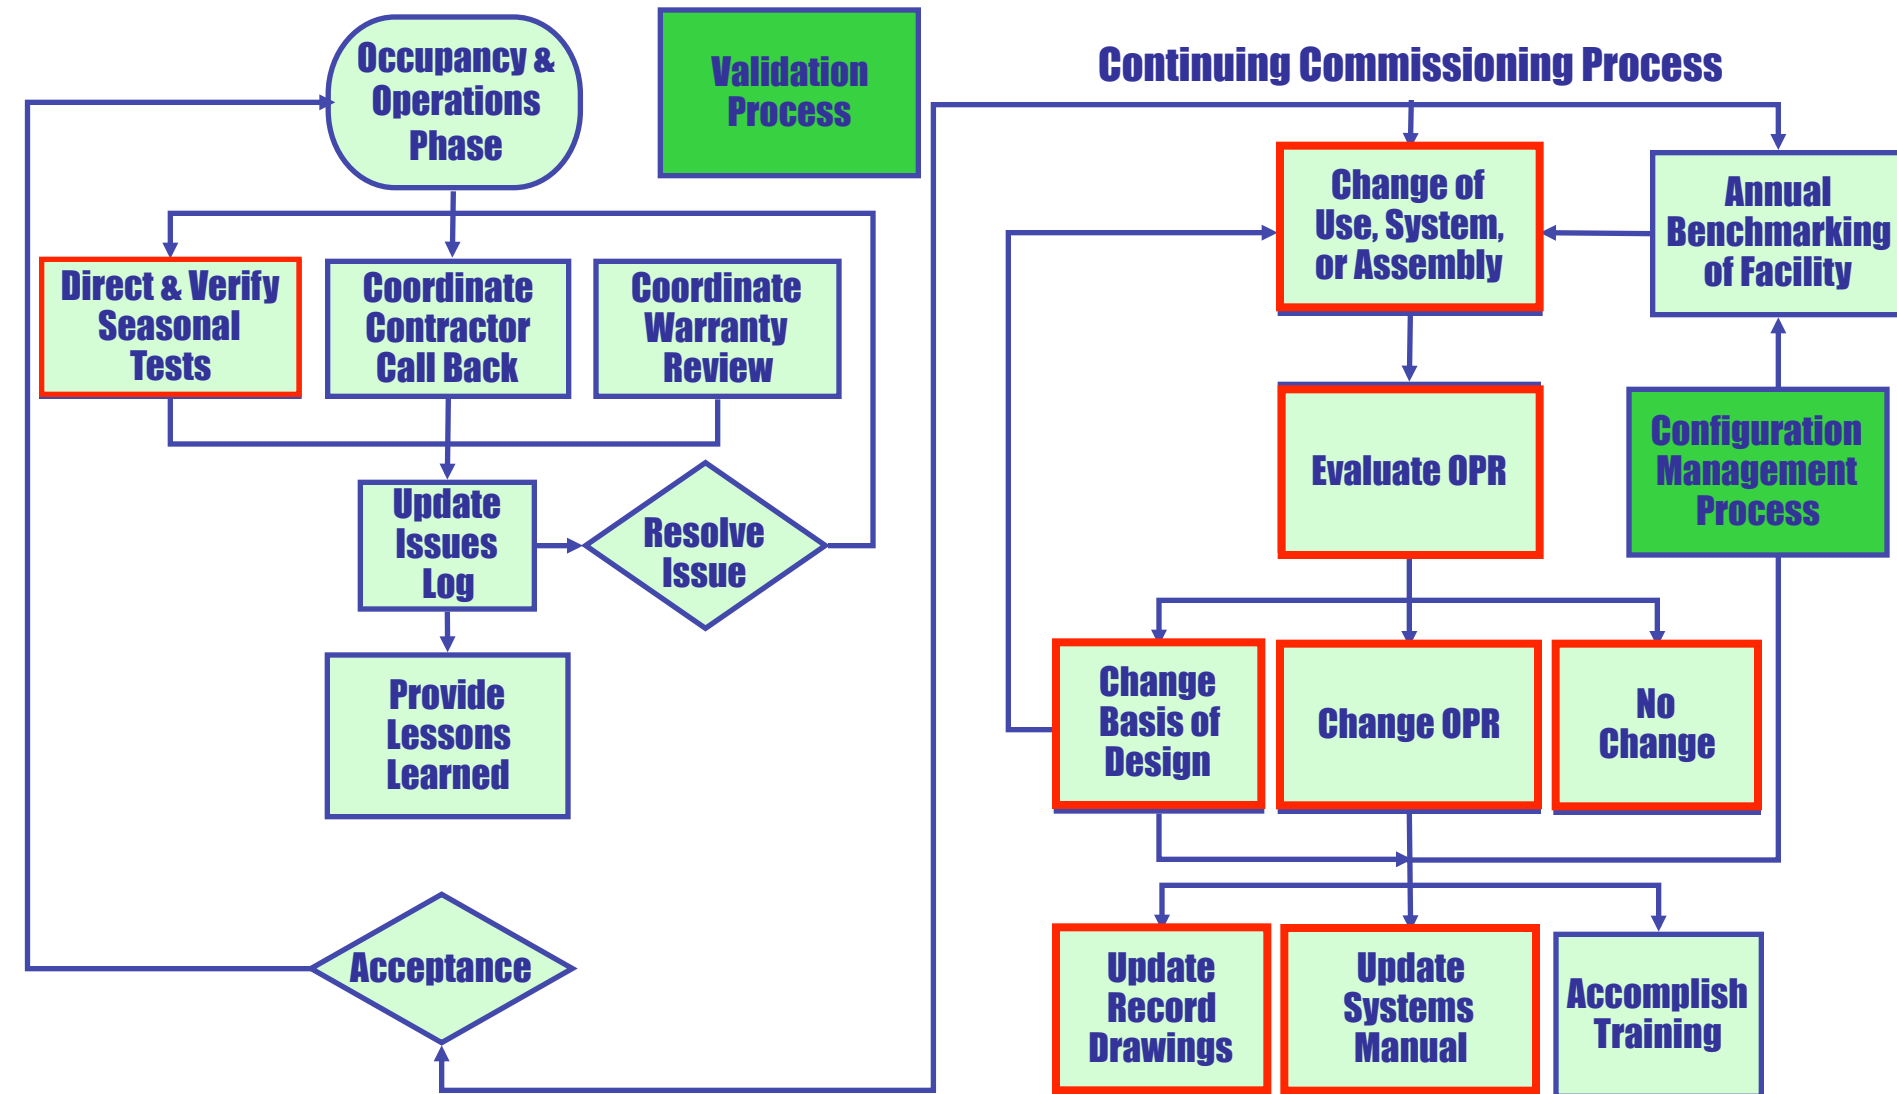 Occupancy &
Operations
Phase
Validation
Process
Continuing Commissioning Process
Direct & Verify
Seasonal
Tests
Coordinate
Contractor
Call Back
Coordinate
Warranty
Review
Update
Issues
Log
Resolve
Issue
Provide
Lessons
Learned
Acceptance
Change of
Use, System,
or Assembly
Annual
Benchmarking
of Facility
Evaluate OPR
Configuration
Management
Process
Change
Basis of
Design
Change OPR
No
Change
Update
Record
Drawings
Update
Systems
Manual
Accomplish
Training